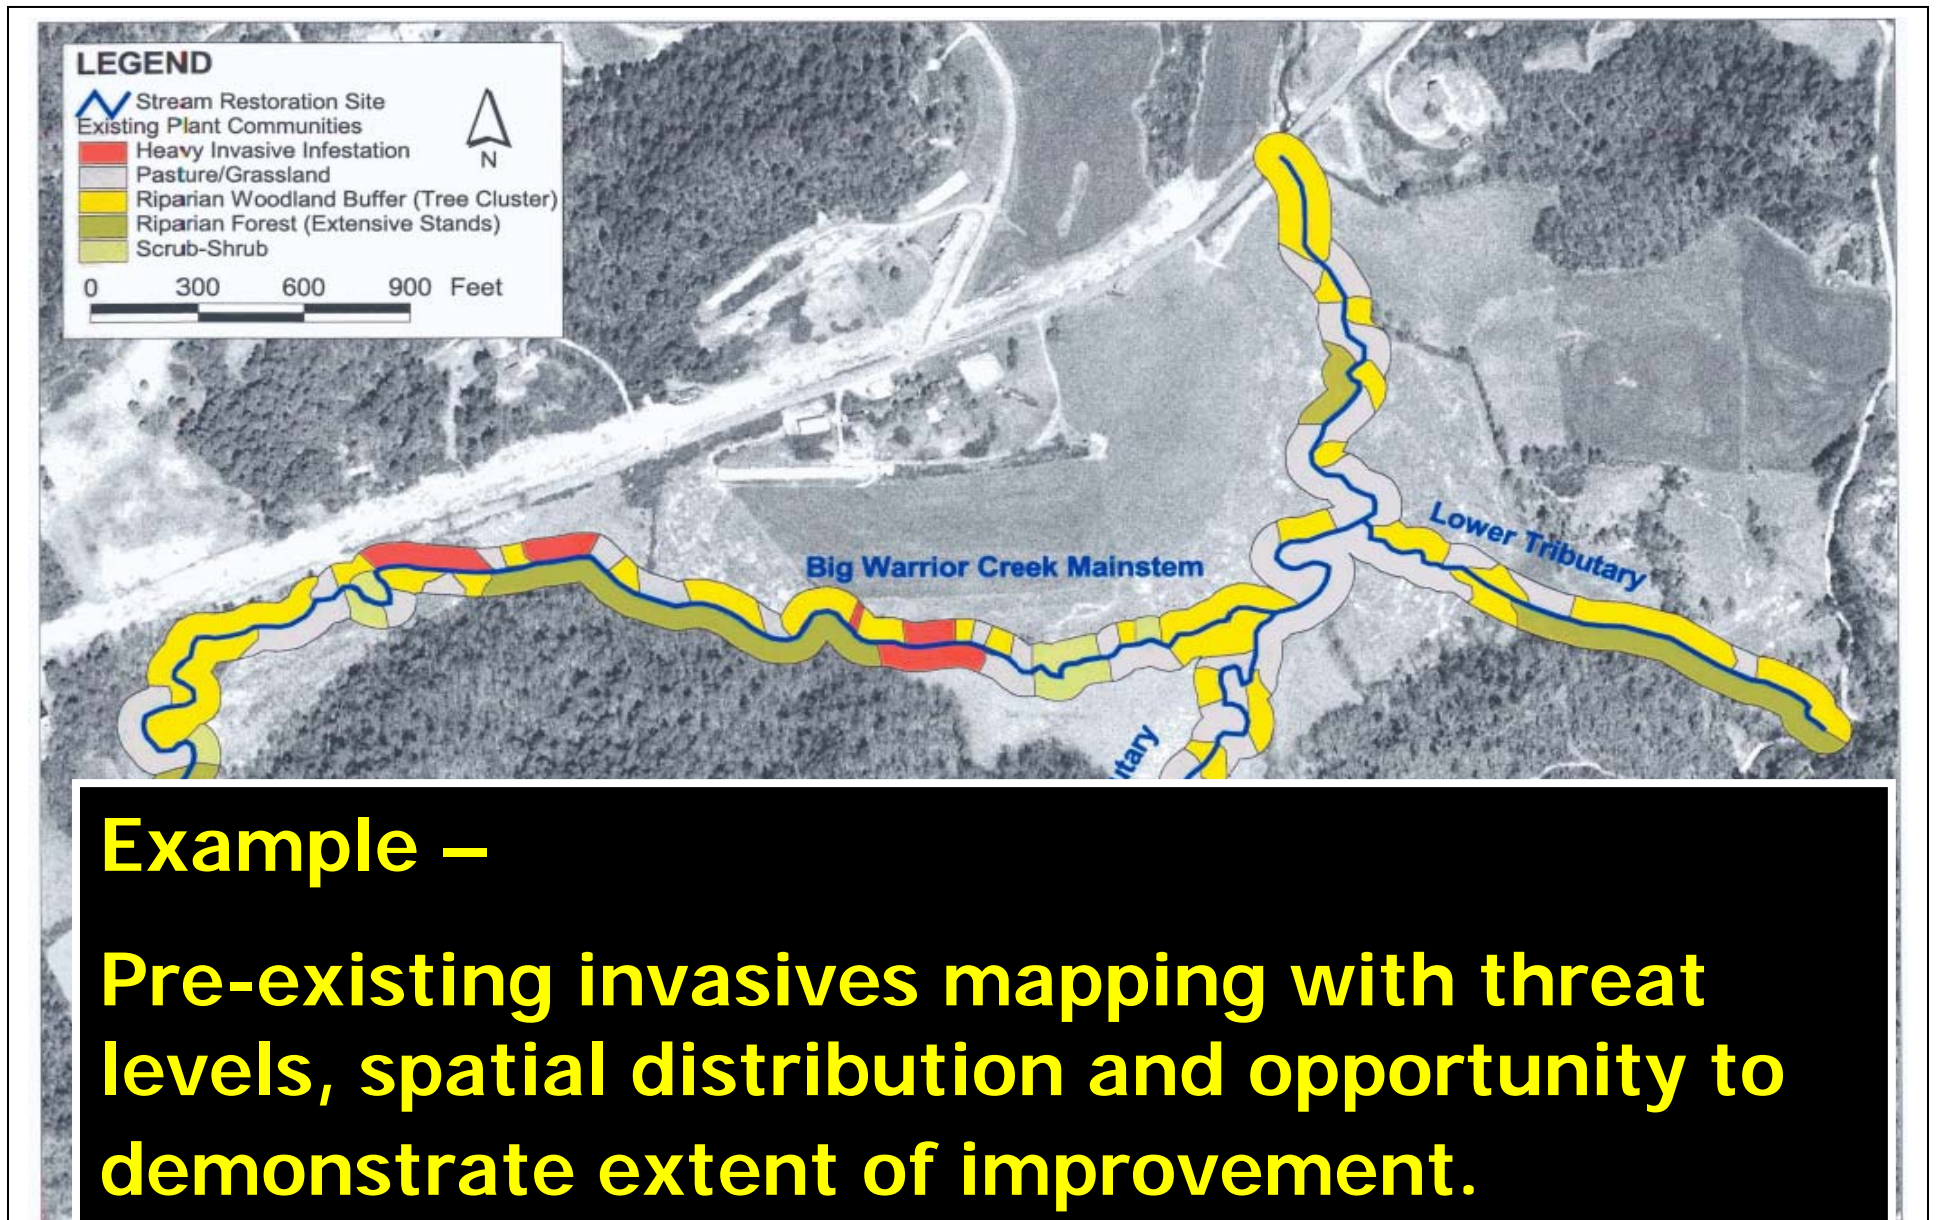 LEGEND
Stream Restoration Site
Existing Plant Communities
Heavy Invasive Infestation
Pasture/Grassland
Riparian Woodland Buffer (Tree Cluster)
Riparian Forest (Extensive Stands)
Scrub-Shrub
N
0 300 600 900 Feet
Lower Tributary
Big Warrior Creek Mainstem
utary
Example –
Pre-existing invasives mapping with threat
levels, spatial distribution and opportunity to
demonstrate extent of improvement.